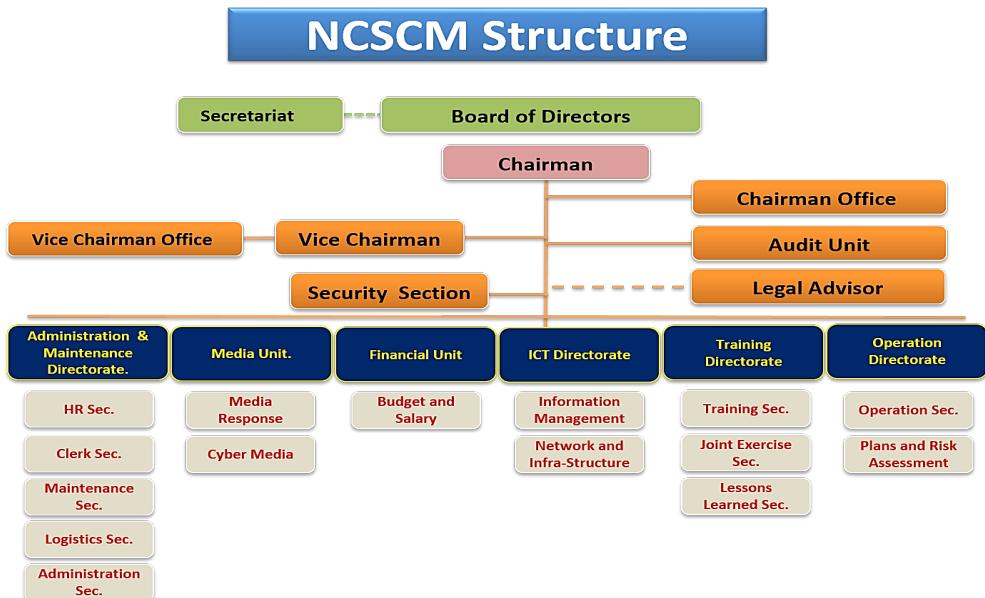 NCSCM Structure
Secretariat
Board of Directors
Chairman
Chairman Office
Vice Chairman Office
Vice Chairman
Audit Unit
Security Section
Legal Advisor
Administration &
Maintenance
Directorate.
Media Unit.
Financial Unit
ICT Directorate
Training
Directorate
Operation
Directorate
HR Sec.
Clerk Sec.
Maintenance
Sec.
Logistics Sec.
Administration
Sec.
Media
Response
Cyber Media
Budget and
Salary
Information
Management
Network and
Infra-Structure
Training Sec.
Joint Exercise
Sec.
Lessons
Learned Sec.
Operation Sec.
Plans and Risk
Assessment